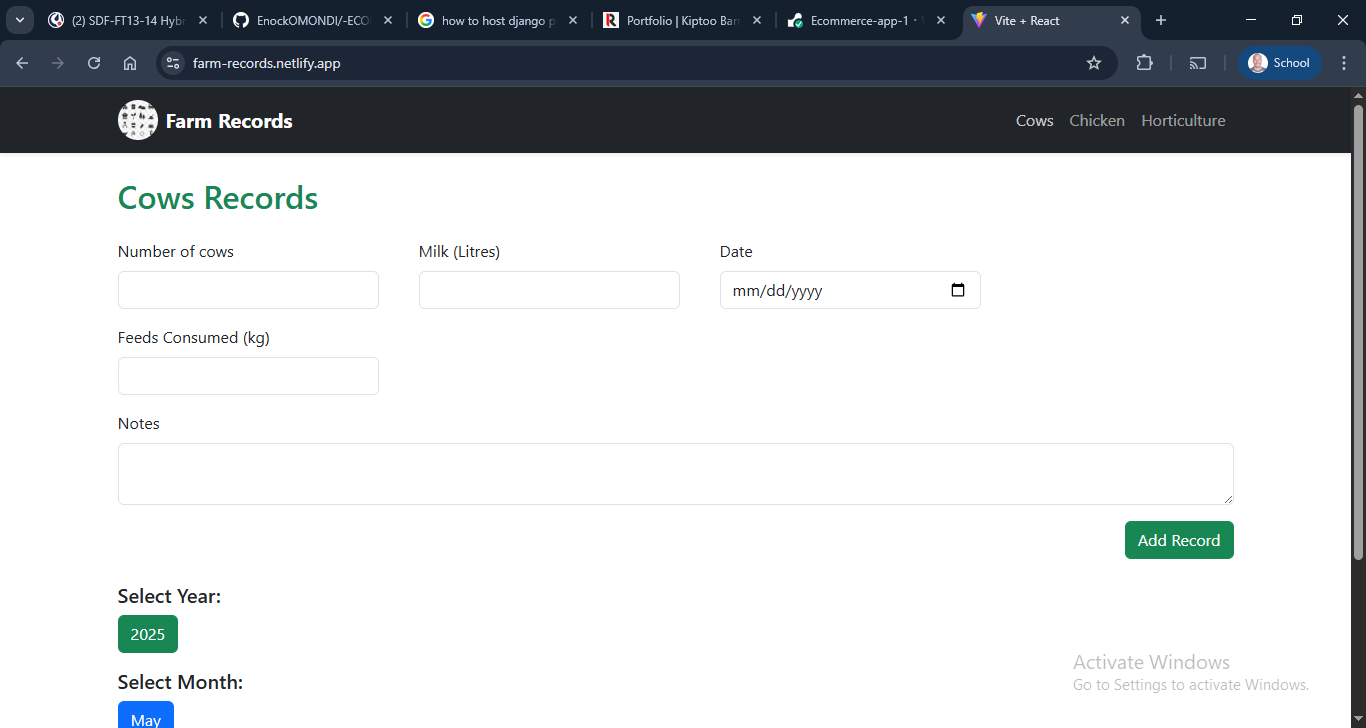 (2) SDF-FT13-14 Hybr
EnockOMONDI/-ECO
how to host django p
Portfolio | Kiptoo Bar
Ecommerce-app-1 ·
Vite + React
farm-records.netlify.app
School
Farm Records
Cows Chicken Horticulture
Cows Records
Number of cows
Milk (Litres)
Date
mm/dd/yyyy
Feeds Consumed (kg)
Notes
Add Record
Select Year:
2025
Select Month:
May
Activate Windows
Go to Settings to activate Windows.